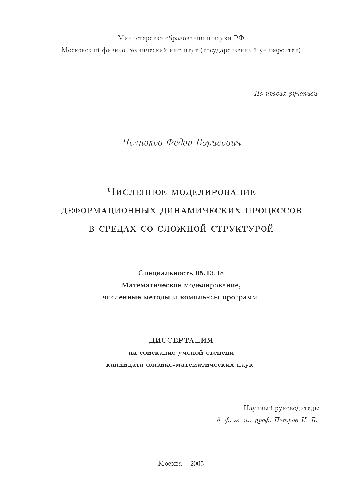 Министерство образования и науки РФ
Московский физико-технический институт (государственный университет)
На правах рукописи
Федор Борисович
Численное моделирование
деформационных динамических процессов
в средах со сложной структурой
Специальность 05.13.18
Математическое моделирование,
численные методы и комплексы программ
ДИССЕРТАЦИЯ
на соискание ученой степени
кандидата физико-математических наук
Научный руководитель
д. ф.-м. н., проф. Петров И. Б.
Москва – 2005